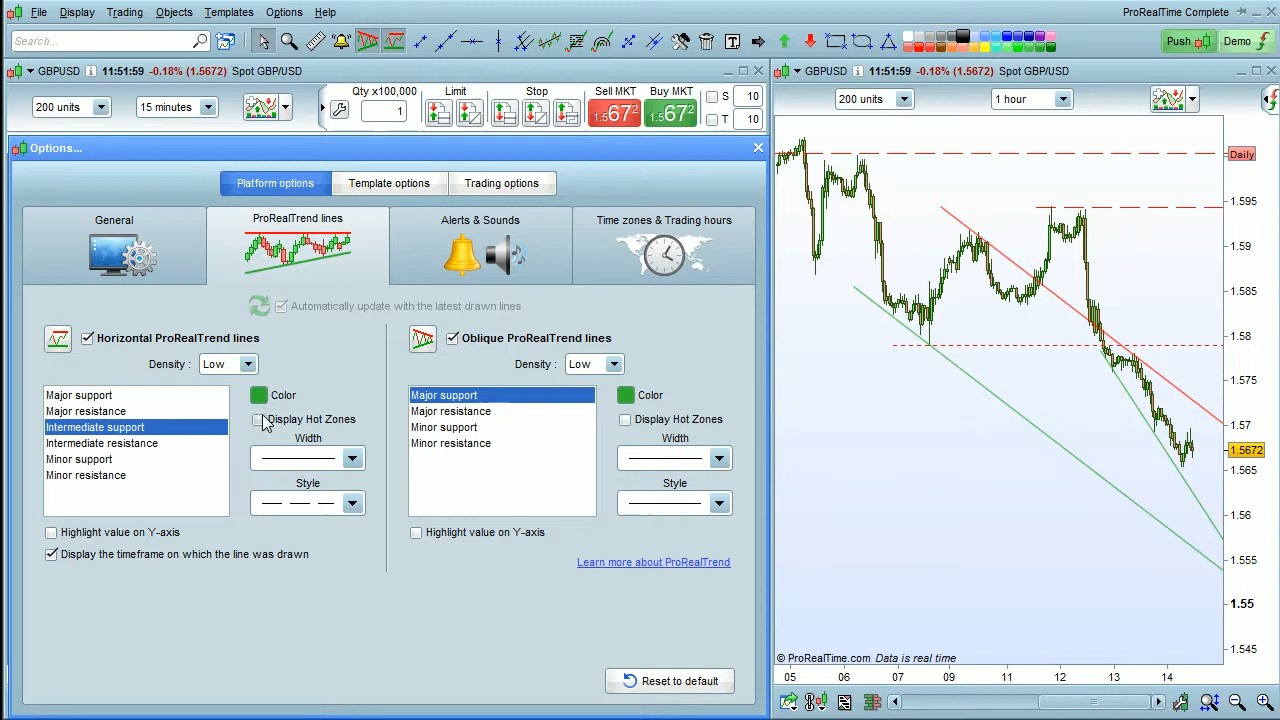 File Display Trading Objects Templates Options Help ProRealTime Complete
Search... Push Demo
GBPUSD 11:51:59 -0.18% (1.5672) Spot GBP/USD
200 units 15 minutes Qty x100,000 1 Limit Stop Sell MKT 1.567² Buy MKT 1.567² S 10
T 10
Options...
Platform options Template options Trading options
General ProRealTrend lines Alerts & Sounds Time zones & Trading hours
Automatically update with the latest drawn lines
Horizontal ProRealTrend lines
Density : Low
Major support
Major resistance
Intermediate support
Intermediate resistance
Minor support
Minor resistance
Color
Display Hot Zones
Width
Style
Highlight value on Y-axis
Display the timeframe on which the line was drawn
Oblique ProRealTrend lines
Density : Low
Major support
Major resistance
Minor support
Minor resistance
Color
Display Hot Zones
Width
Style
Highlight value on Y-axis
Learn more about ProRealTrend
Reset to default
GBPUSD 11:51:59 -0.18% (1.5672) Spot GBP/USD
200 units 1 hour
Daily
1.595
1.59
1.585
1.58
1.575
1.57
1.5672
1.565
1.56
1.555
1.55
1.545
© ProRealTime.com Data is real time
05 06 07 09 11 12 13 14